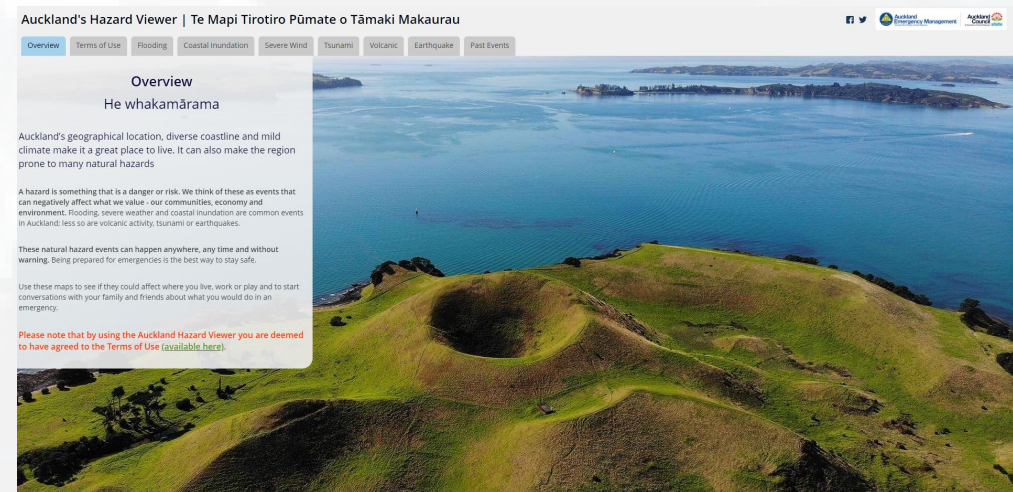 Auckland's Hazard Viewer | Te Mapi Tirotiro Pūmate o Tāmaki Makaurau
Auckland
Emergency Management
Auckland
Council
Overview
Terms of Use
Flooding
Coastal Inundation
Severe Wind
Tsunami
Volcanic
Earthquake
Past Events
Overview
He whakamārama
Auckland's geographical location, diverse coastline and mild
climate make it a great place to live. It can also make the region
prone to many natural hazards
A hazard is something that is a danger or risk. We think of these as events that
can negatively affect what we value - our communities, economy and
environment. Flooding, severe weather and coastal inundation are common events
in Auckland; less so are volcanic activity, tsunami or earthquakes.
These natural hazard events can happen anywhere, any time and without
warning. Being prepared for emergencies is the best way to stay safe.
Use these maps to see if they could affect where you live, work or play and to start
conversations with your family and friends about what you would do in an
emergency.
Please note that by using the Auckland Hazard Viewer you are deemed
to have agreed to the Terms of Use (available here).